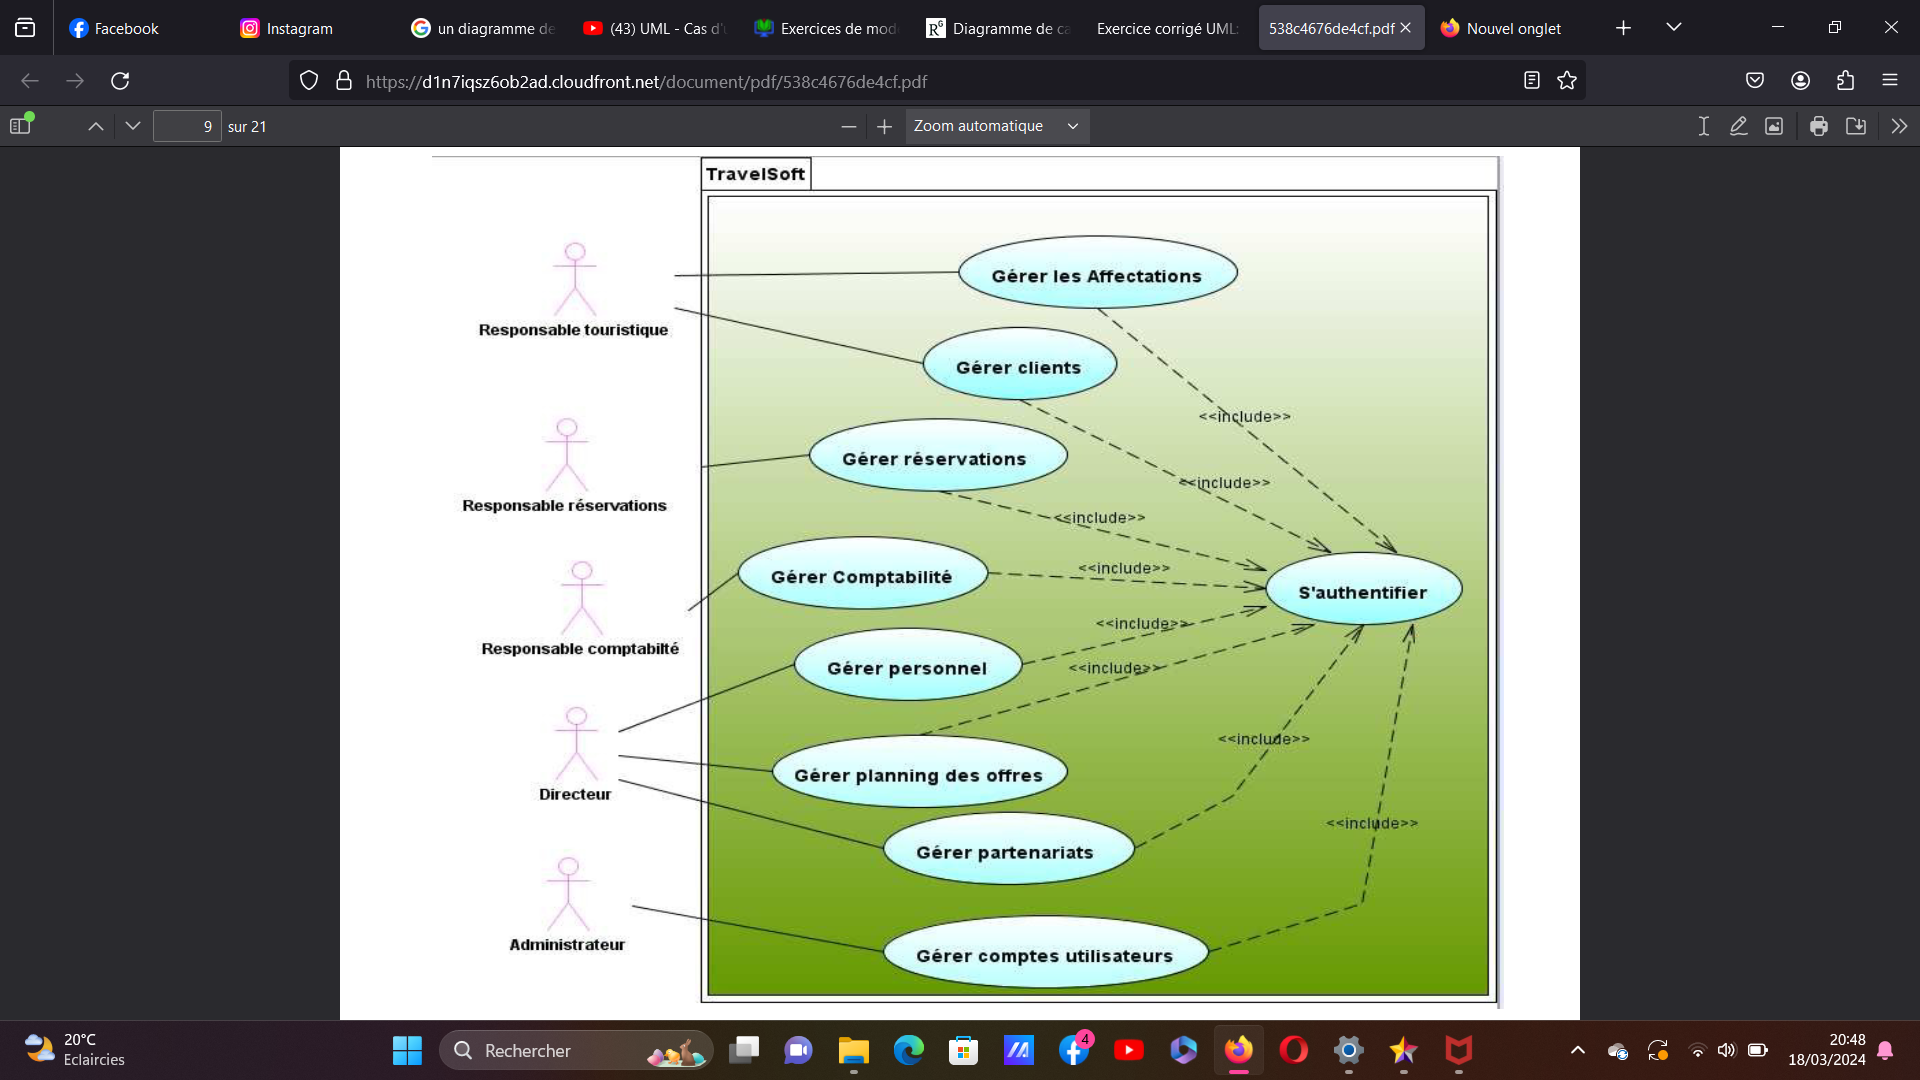 Facebook
Instagram
un diagramme de
(43) UML - Cas d'u
Exercices de mod
Diagramme de ca
Exercice corrigé UML:
538c4676de4cf.pdf
Nouvel onglet
https://d1n7iqsz6ob2ad.cloudfront.net/document/pdf/538c4676de4cf.pdf
9 sur 21
Zoom automatique
TravelSoft
Gérer les Affectations
Responsable touristique
Gérer clients
<<include>>
Gérer réservations
<<include>>
Responsable réservations
<<include>>
Gérer Comptabilité
<<include>>
S'authentifier
<<include>>
Responsable comptabilté
Gérer personnel
<<include>>
<<include>>
Gérer planning des offres
Directeur
<<include>>
Gérer partenariats
Administrateur
Gérer comptes utilisateurs
20°C
Eclaircies
Rechercher
4
20:48
18/03/2024